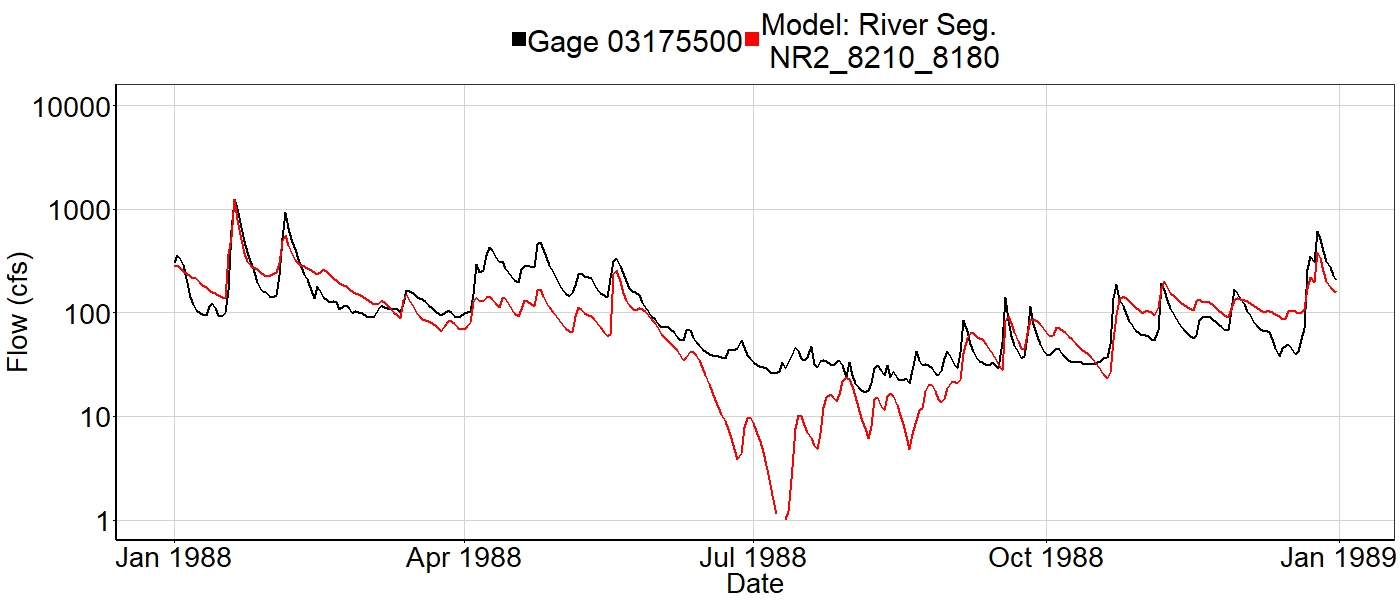 Gage 03175500
Model: River Seg.
NR2_8210_8180
Flow (cfs)
10000
1000
100
10
1
Jan 1988
Apr 1988
Jul 1988
Oct 1988
Jan 1989
Date